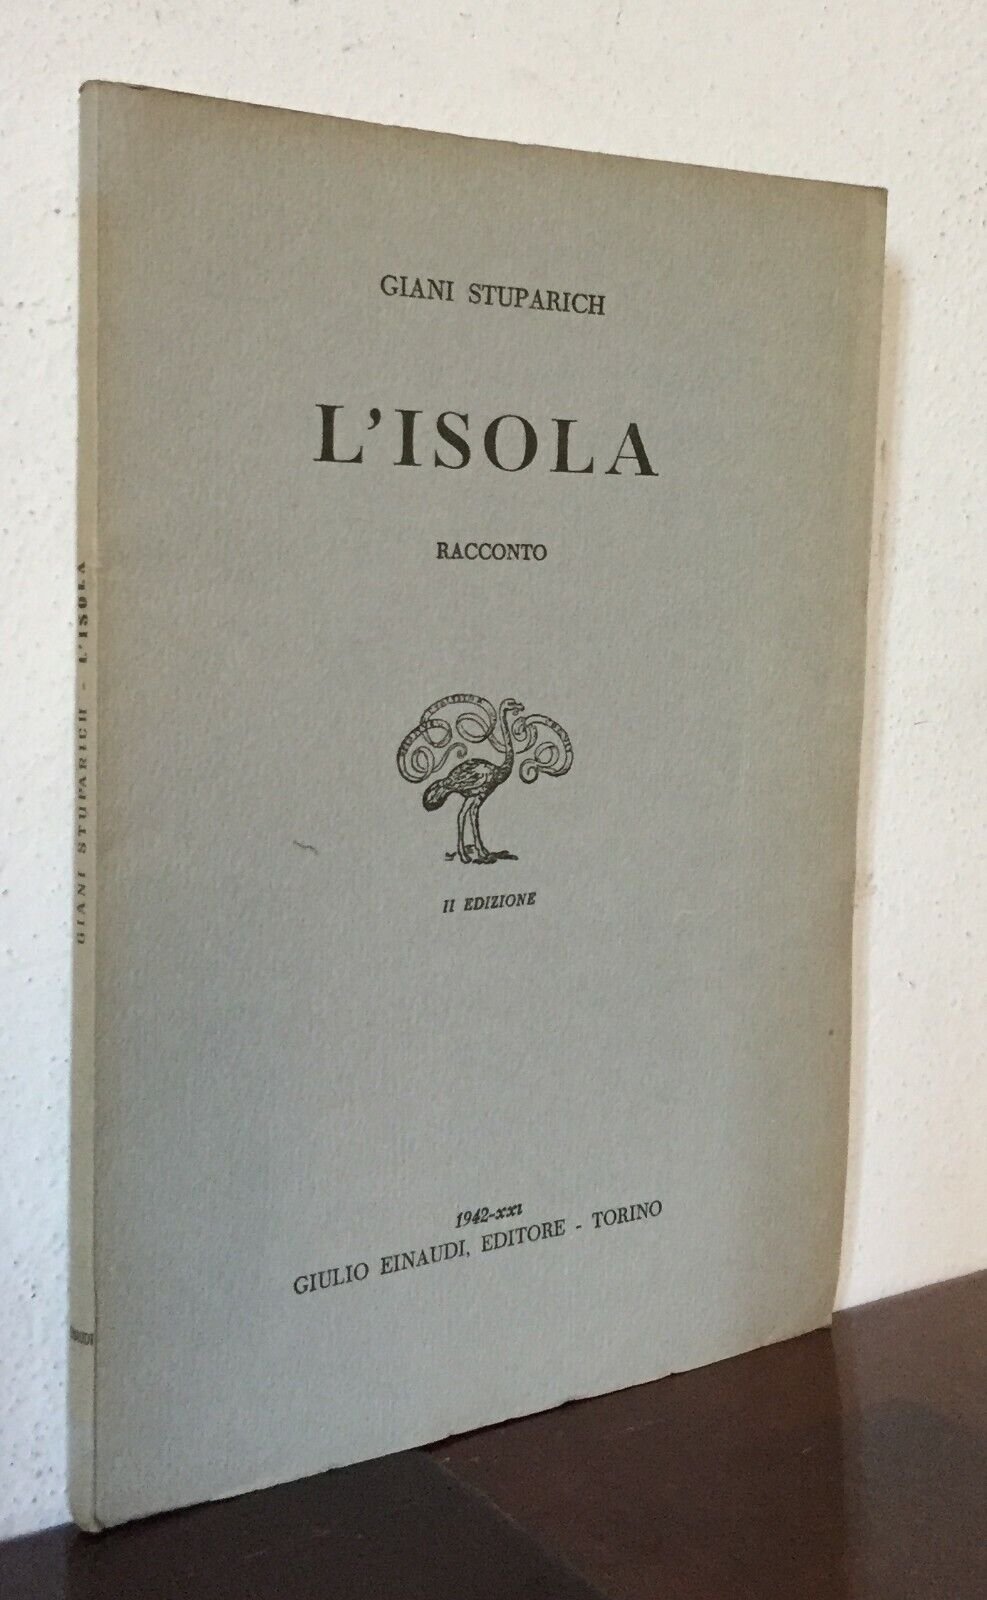 GIANI STUPARICH
L'ISOLA
RACCONTO
II EDIZIONE
1942-XXI
GIULIO EINAUDI, EDITORE - TORINO
GIANI STUPARICH - L'ISOLA
EINAUDI